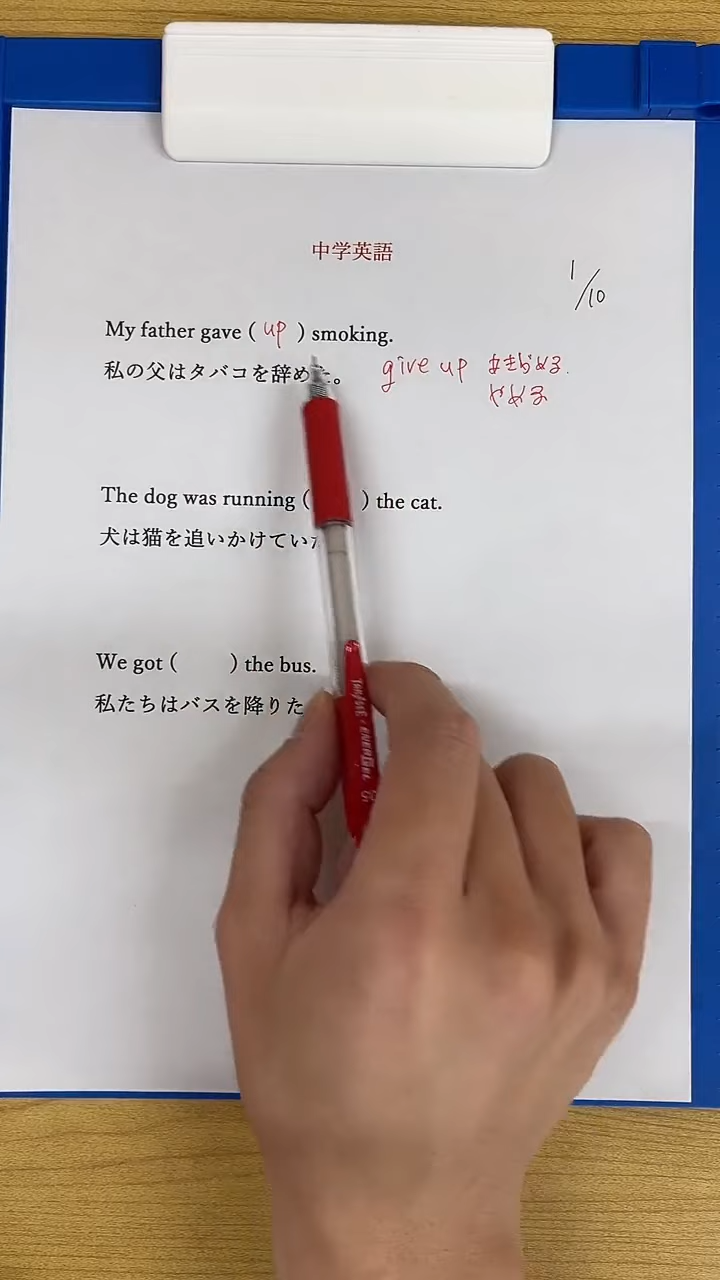 中学英語
1/10
My father gave ( up ) smoking.
私の父はタバコを辞めた。
give up あきらめる.
やめる
The dog was running ( ) the cat.
犬は猫を追いかけてい
We got ( ) the bus.
私たちはバスを降りた
ENERGEL